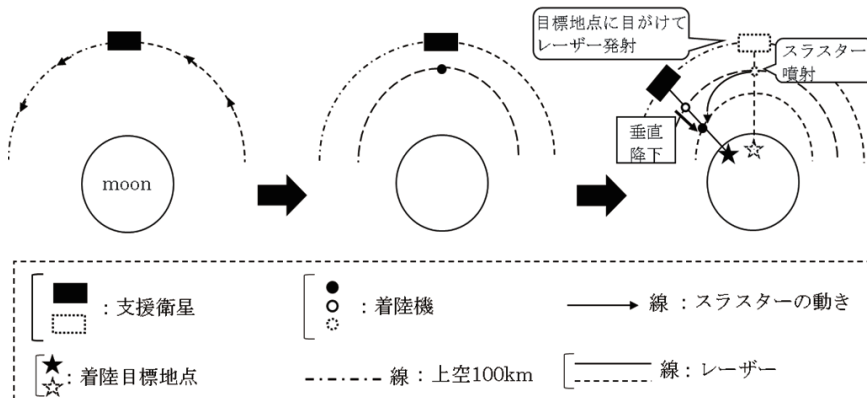 目標地点に目がけて
レーザー発射
スラスター
噴射
垂直
降下
moon
：支援衛星
：着陸機
線：スラスターの動き
：着陸目標地点
線：上空100km
線：レーザー